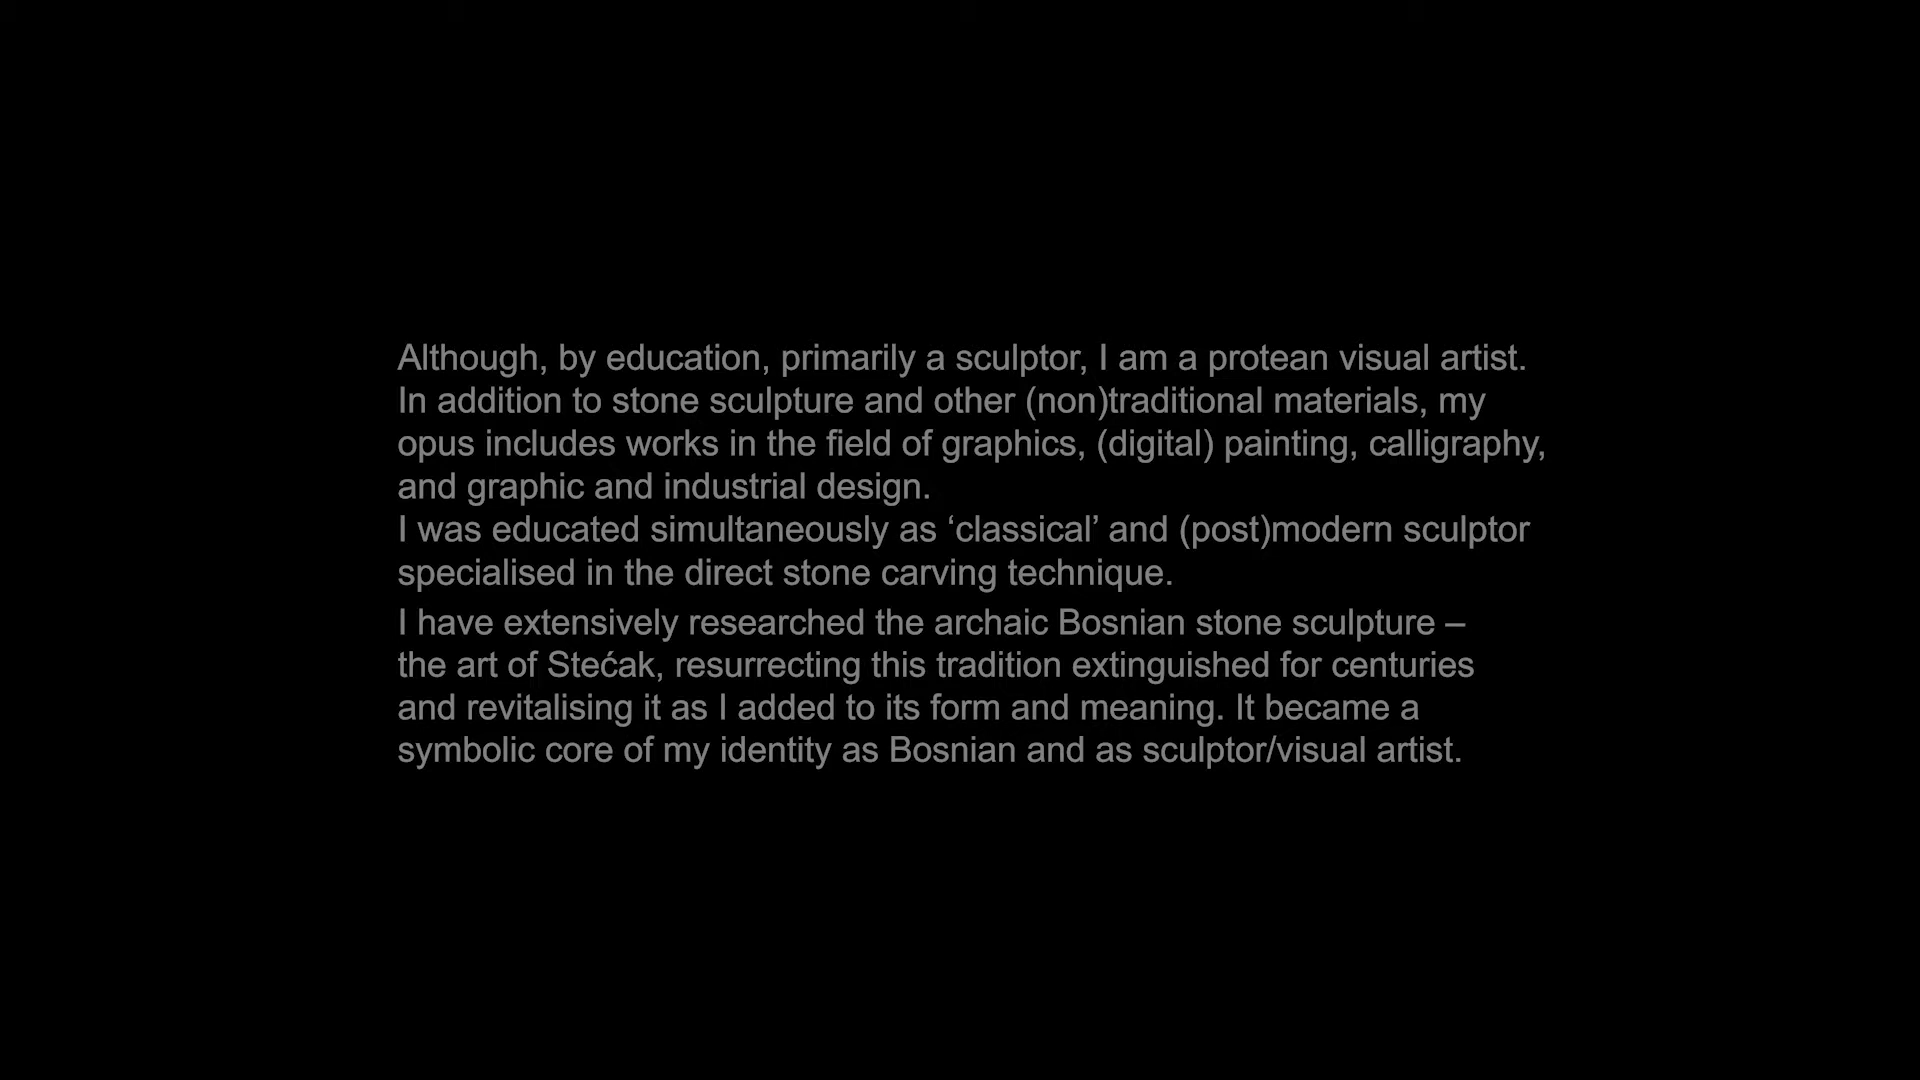 Although, by education, primarily a sculptor, I am a protean visual artist.
In addition to stone sculpture and other (non)traditional materials, my
opus includes works in the field of graphics, (digital) painting, calligraphy,
and graphic and industrial design.
I was educated simultaneously as ‘classical’ and (post)modern sculptor
specialised in the direct stone carving technique.
I have extensively researched the archaic Bosnian stone sculpture –
the art of Stećak, resurrecting this tradition extinguished for centuries
and revitalising it as I added to its form and meaning. It became a
symbolic core of my identity as Bosnian and as sculptor/visual artist.